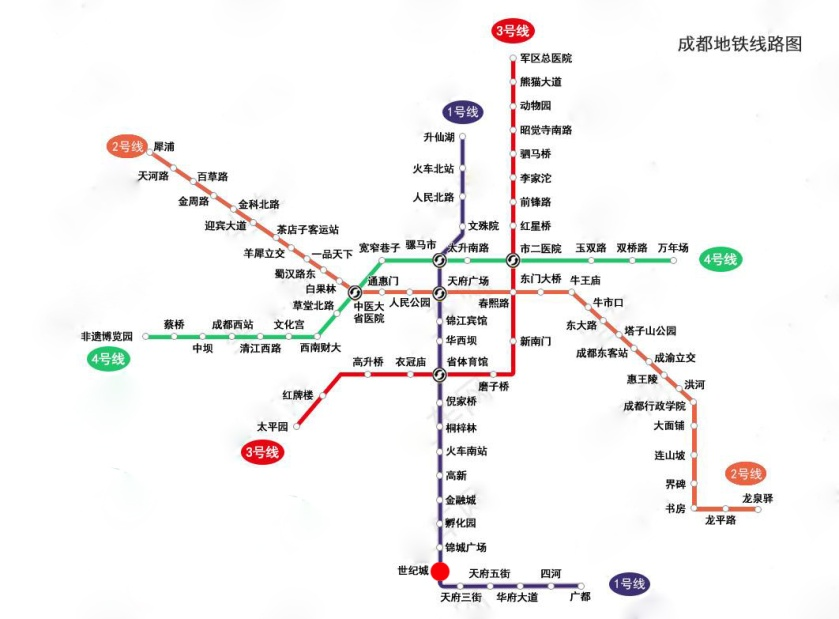 成都地铁线路图
3号线
军区总医院
熊猫大道
动物园
昭觉寺南路
驷马桥
李家沱
前锋路
红星桥
市二医院
1号线
升仙湖
火车北站
人民北路
文殊院
骡马市
太升南路
2号线
犀浦
天河路
百草路
金周路
金科北路
迎宾大道
茶店子客运站
羊犀立交
一品天下
蜀汉路东
白果林
中医大
省医院
通惠门
人民公园
天府广场
春熙路
东门大桥
牛王庙
牛市口
东大路
塔子山公园
成都东客站
成渝立交
惠王陵
洪河
成都行政学院
大面铺
连山坡
界碑
书房
龙平路
龙泉驿
2号线
宽窄巷子
玉双路
双桥路
万年场
4号线
草堂北路
非遗博览园
蔡桥
中坝
成都西站
清江西路
文化宫
西南财大
4号线
锦江宾馆
华西坝
省体育馆
新南门
磨子桥
衣冠庙
高升桥
红牌楼
太平园
3号线
倪家桥
桐梓林
火车南站
高新
金融城
孵化园
锦城广场
世纪城
天府三街
天府五街
华府大道
四河
广都
1号线